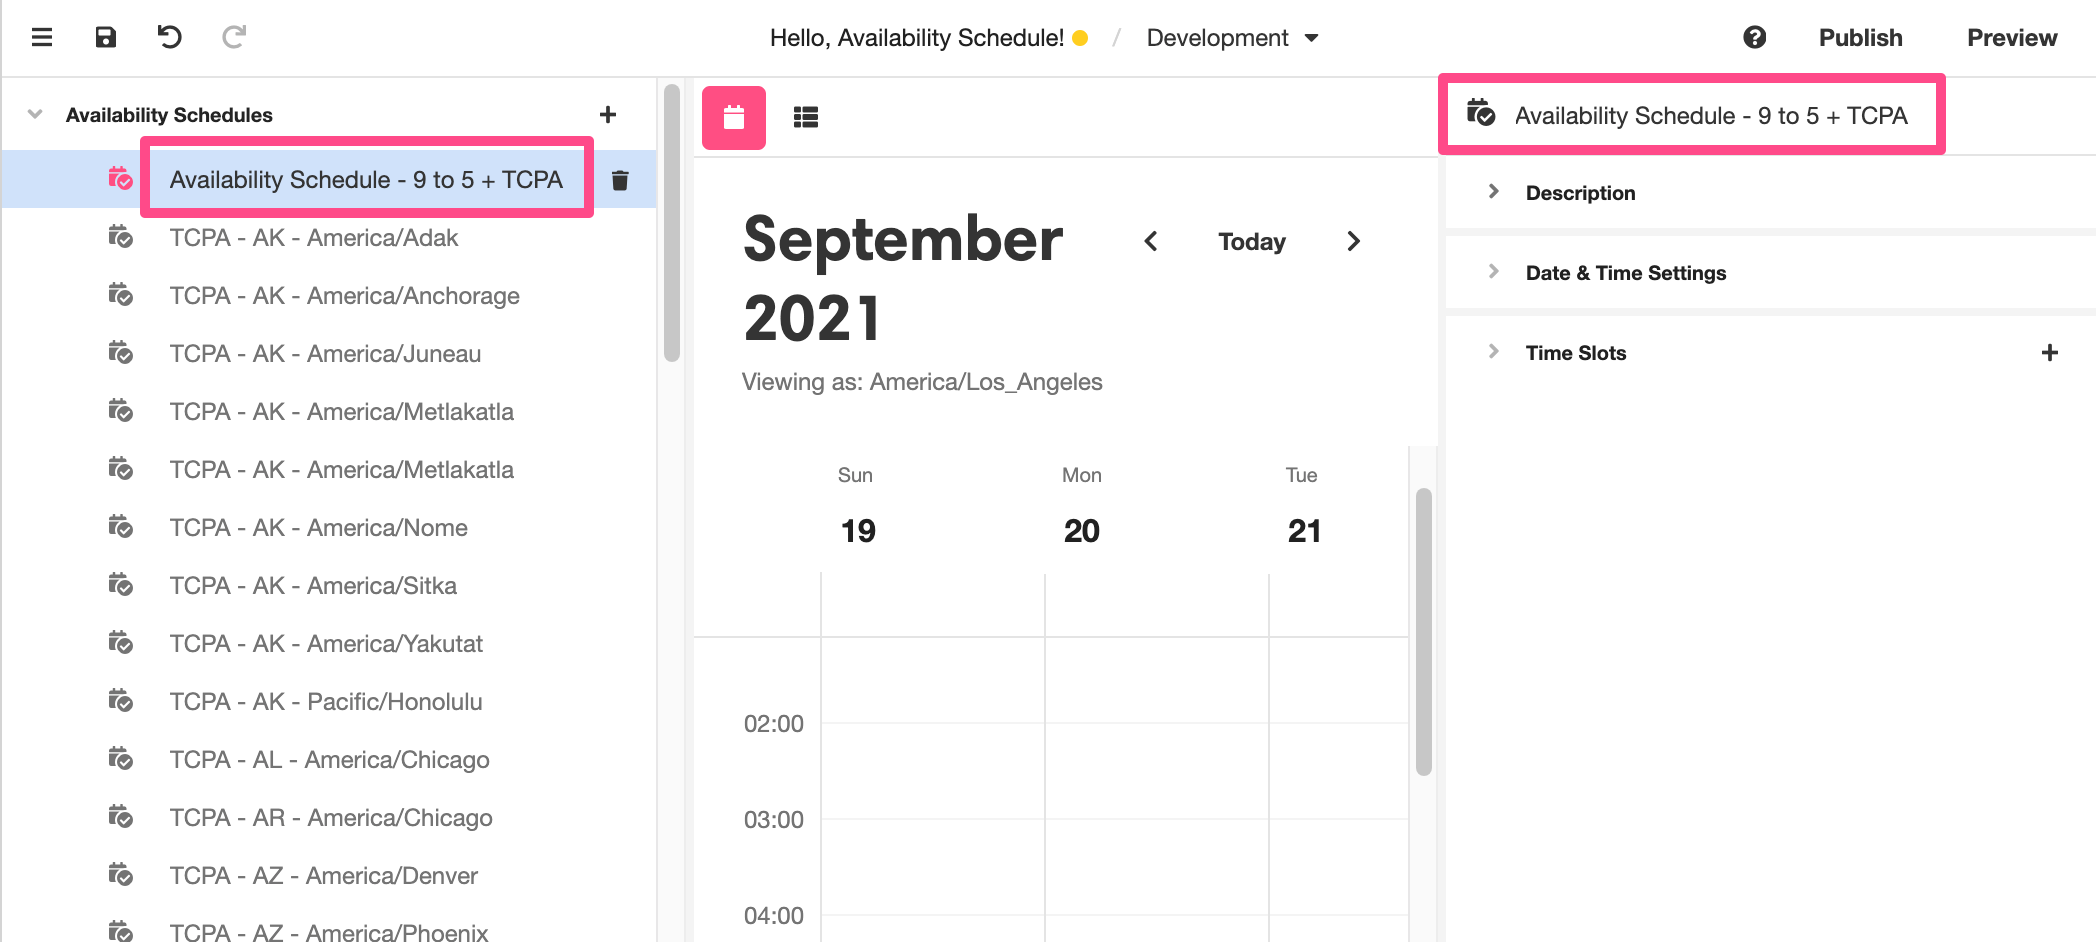 Hello, Availability Schedule! / Development
Publish
Preview
Availability Schedules
Availability Schedule - 9 to 5 + TCPA
TCPA - AK - America/Adak
TCPA - AK - America/Anchorage
TCPA - AK - America/Juneau
TCPA - AK - America/Metlakatla
TCPA - AK - America/Metlakatla
TCPA - AK - America/Nome
TCPA - AK - America/Sitka
TCPA - AK - America/Yakutat
TCPA - AK - Pacific/Honolulu
TCPA - AL - America/Chicago
TCPA - AR - America/Chicago
TCPA - AZ - America/Denver
TCPA - AZ - America/Phoenix
September
2021
Today
Viewing as: America/Los_Angeles
Sun
Mon
Tue
19
20
21
02:00
03:00
04:00
Availability Schedule - 9 to 5 + TCPA
Description
Date & Time Settings
Time Slots